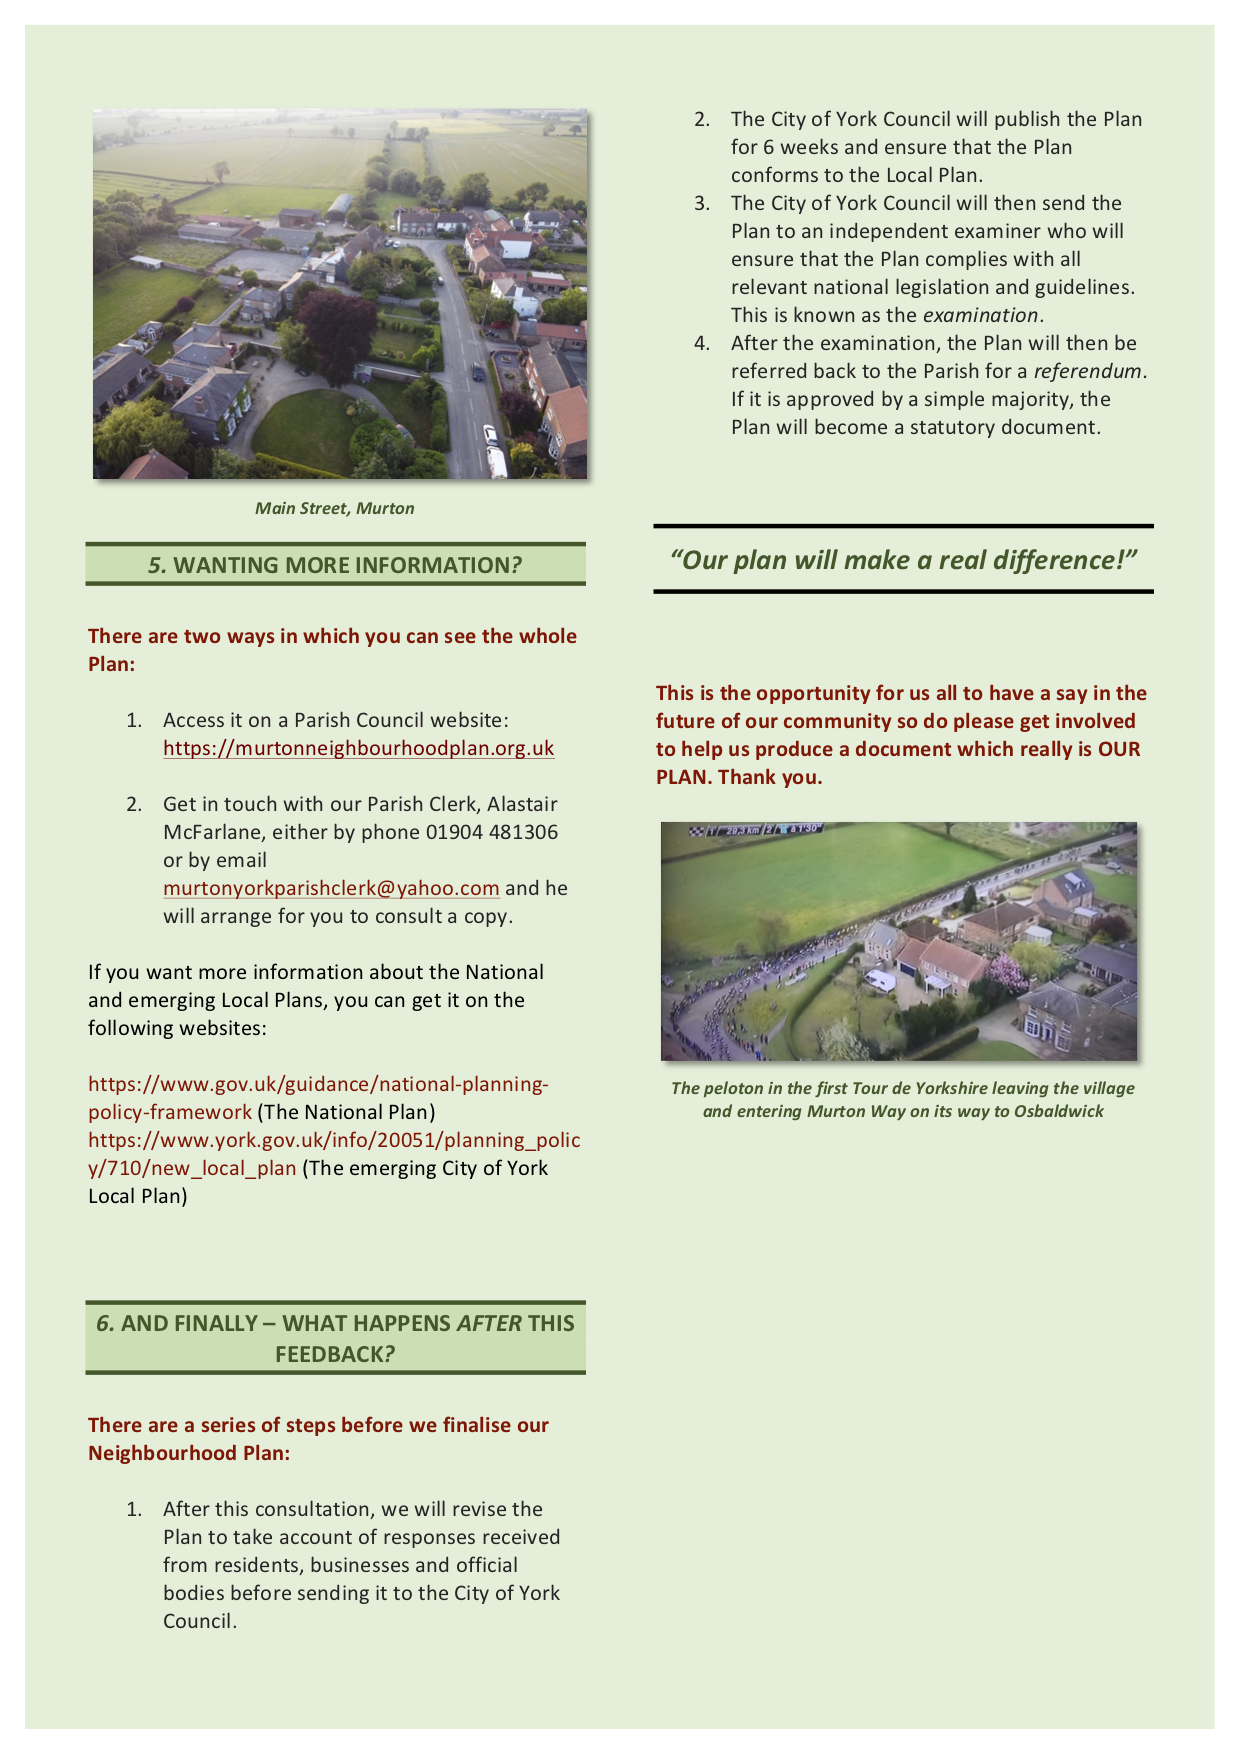 Main Street, Murton
5. WANTING MORE INFORMATION?
There are two ways in which you can see the whole
Plan:
1. Access it on a Parish Council website:
https://murtonneighbourhoodplan.org.uk
2. Get in touch with our Parish Clerk, Alastair
McFarlane, either by phone 01904 481306
or by email
murtonyorkparishclerk@yahoo.com and he
will arrange for you to consult a copy.
If you want more information about the National
and emerging Local Plans, you can get it on the
following websites:
https://www.gov.uk/guidance/national-planning-
policy-framework (The National Plan)
https://www.york.gov.uk/info/20051/planning_polic
y/710/new_local_plan (The emerging City of York
Local Plan)
6. AND FINALLY – WHAT HAPPENS AFTER THIS
FEEDBACK?
There are a series of steps before we finalise our
Neighbourhood Plan:
1. After this consultation, we will revise the
Plan to take account of responses received
from residents, businesses and official
bodies before sending it to the City of York
Council.
2. The City of York Council will publish the Plan
for 6 weeks and ensure that the Plan
conforms to the Local Plan.
3. The City of York Council will then send the
Plan to an independent examiner who will
ensure that the Plan complies with all
relevant national legislation and guidelines.
This is known as the examination.
4. After the examination, the Plan will then be
referred back to the Parish for a referendum.
If it is approved by a simple majority, the
Plan will become a statutory document.
“Our plan will make a real difference!”
This is the opportunity for us all to have a say in the
future of our community so do please get involved
to help us produce a document which really is OUR
PLAN. Thank you.
29,3 km
The peloton in the first Tour de Yorkshire leaving the village
and entering Murton Way on its way to Osbaldwick